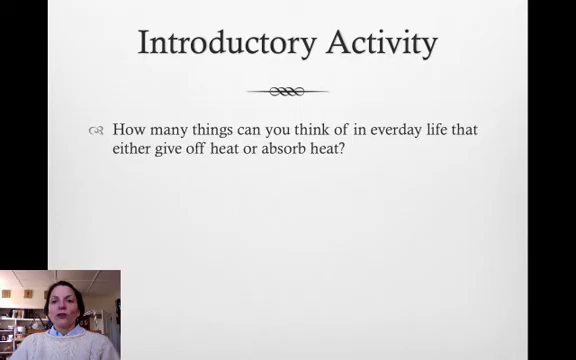 Introductory Activity
How many things can you think of in everday life that
either give off heat or absorb heat?